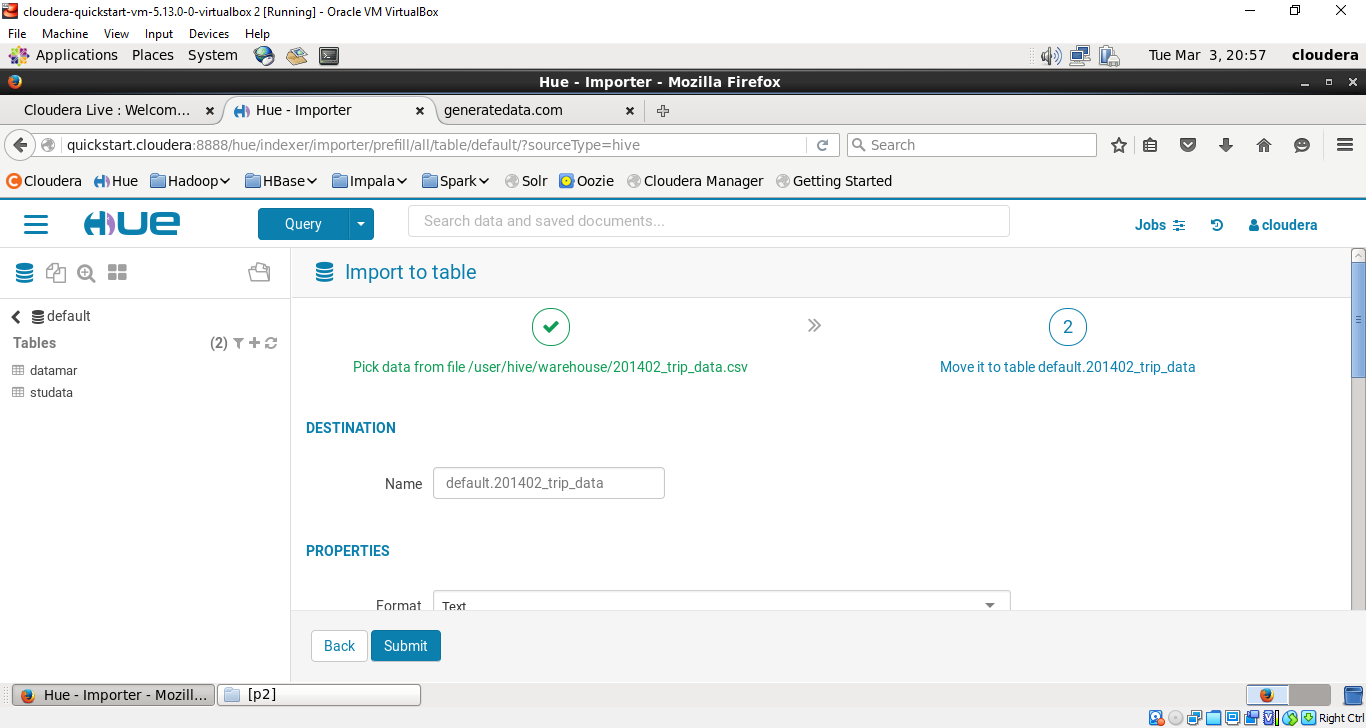 cloudera-quickstart-vm-5.13.0-0-virtualbox 2 [Running] - Oracle VM VirtualBox
File Machine View Input Devices Help
Applications Places System Tue Mar 3, 20:57 cloudera
Hue - Importer - Mozilla Firefox
Cloudera Live : Welcom... Hue - Importer generatedata.com
quickstart.cloudera:8888/hue/indexer/importer/prefill/all/table/default/?sourceType=hive Search
Cloudera Hue Hadoop HBase Impala Spark Solr Oozie Cloudera Manager Getting Started
HUE Query Search data and saved documents... Jobs cloudera
Import to table
default
Tables (2)
datamar
studata
2
Pick data from file /user/hive/warehouse/201402_trip_data.csv Move it to table default.201402_trip_data
DESTINATION
Name default.201402_trip_data
PROPERTIES
Format Text
Back Submit
Hue - Importer - Mozill... [p2]
Right Ctrl